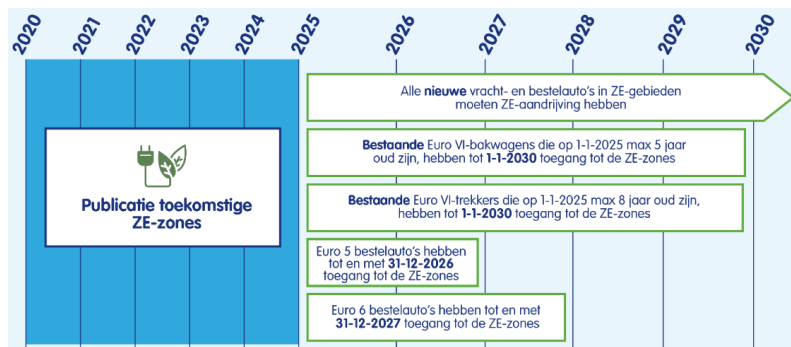 2020 2021 2022 2023 2024 2025 2026 2027 2028 2029 2030
Alle nieuwe vracht- en bestelauto's in ZE-gebieden
moeten ZE-aandrijving hebben
Bestaande Euro VI-bakwagens die op 1-1-2025 max 5 jaar
oud zijn, hebben tot 1-1-2030 toegang tot de ZE-zones
Publicatie toekomstige
ZE-zones
Bestaande Euro VI-trekkers die op 1-1-2025 max 8 jaar oud zijn,
hebben tot 1-1-2030 toegang tot de ZE-zones
Euro 5 bestelauto's hebben
tot en met 31-12-2026
toegang tot de ZE-zones
Euro 6 bestelauto's hebben tot en met
31-12-2027 toegang tot de ZE-zones